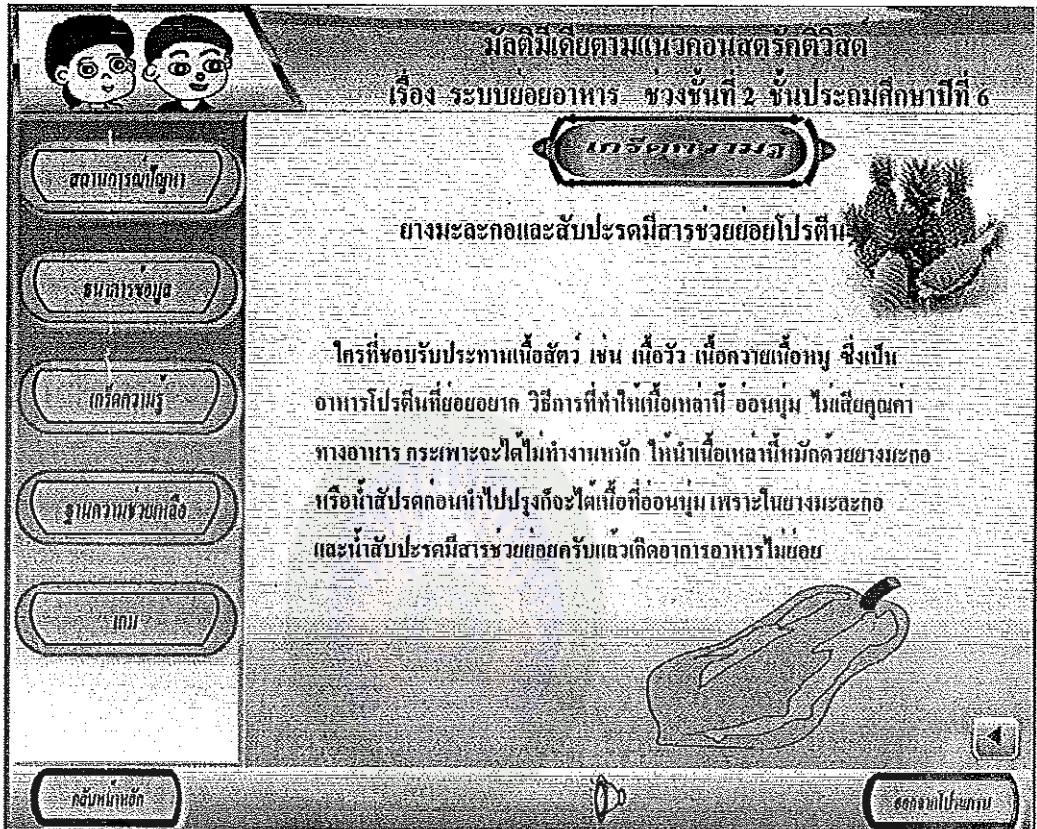 มัลติมีเดียตามแนวคอนสตรัคติวิสต์
เรื่อง ระบบย่อยอาหาร ช่วงชั้นที่ 2 ชั้นประถมศึกษาปีที่ 6
เกร็ดความรู้
สถานการณ์ปัญหา
ธนาคารข้อมูล
เกร็ดความรู้
ฐานความช่วยเหลือ
เกม
ยางมะละกอและสับปะรดมีสารช่วยย่อยโปรตีน
ใครที่ชอบรับประทานเนื้อสัตว์ เช่น เนื้อวัว เนื้อควายเนื้อหมู ซึ่งเป็น
อาหารโปรตีนที่ย่อยอยาก วิธีการที่ทำให้เนื้อเหล่านี้ อ่อนนุ่ม ไม่เสียคุณค่า
ทางอาหาร กระเพาะจะได้ไม่ทำงานหนัก ให้นำเนื้อเหล่านี้หมักด้วยยางมะกอ
หรือน้ำสัปรดก่อนนำไปปรุงก็จะได้เนื้อที่อ่อนนุ่ม เพราะในยางมะละกอ
และน้ำสับปะรดมีสารช่วยย่อยครับแล้วเกิดอาการอาหารไม่ย่อย
กลับหน้าหลัก
ออกจากโปรแกรม